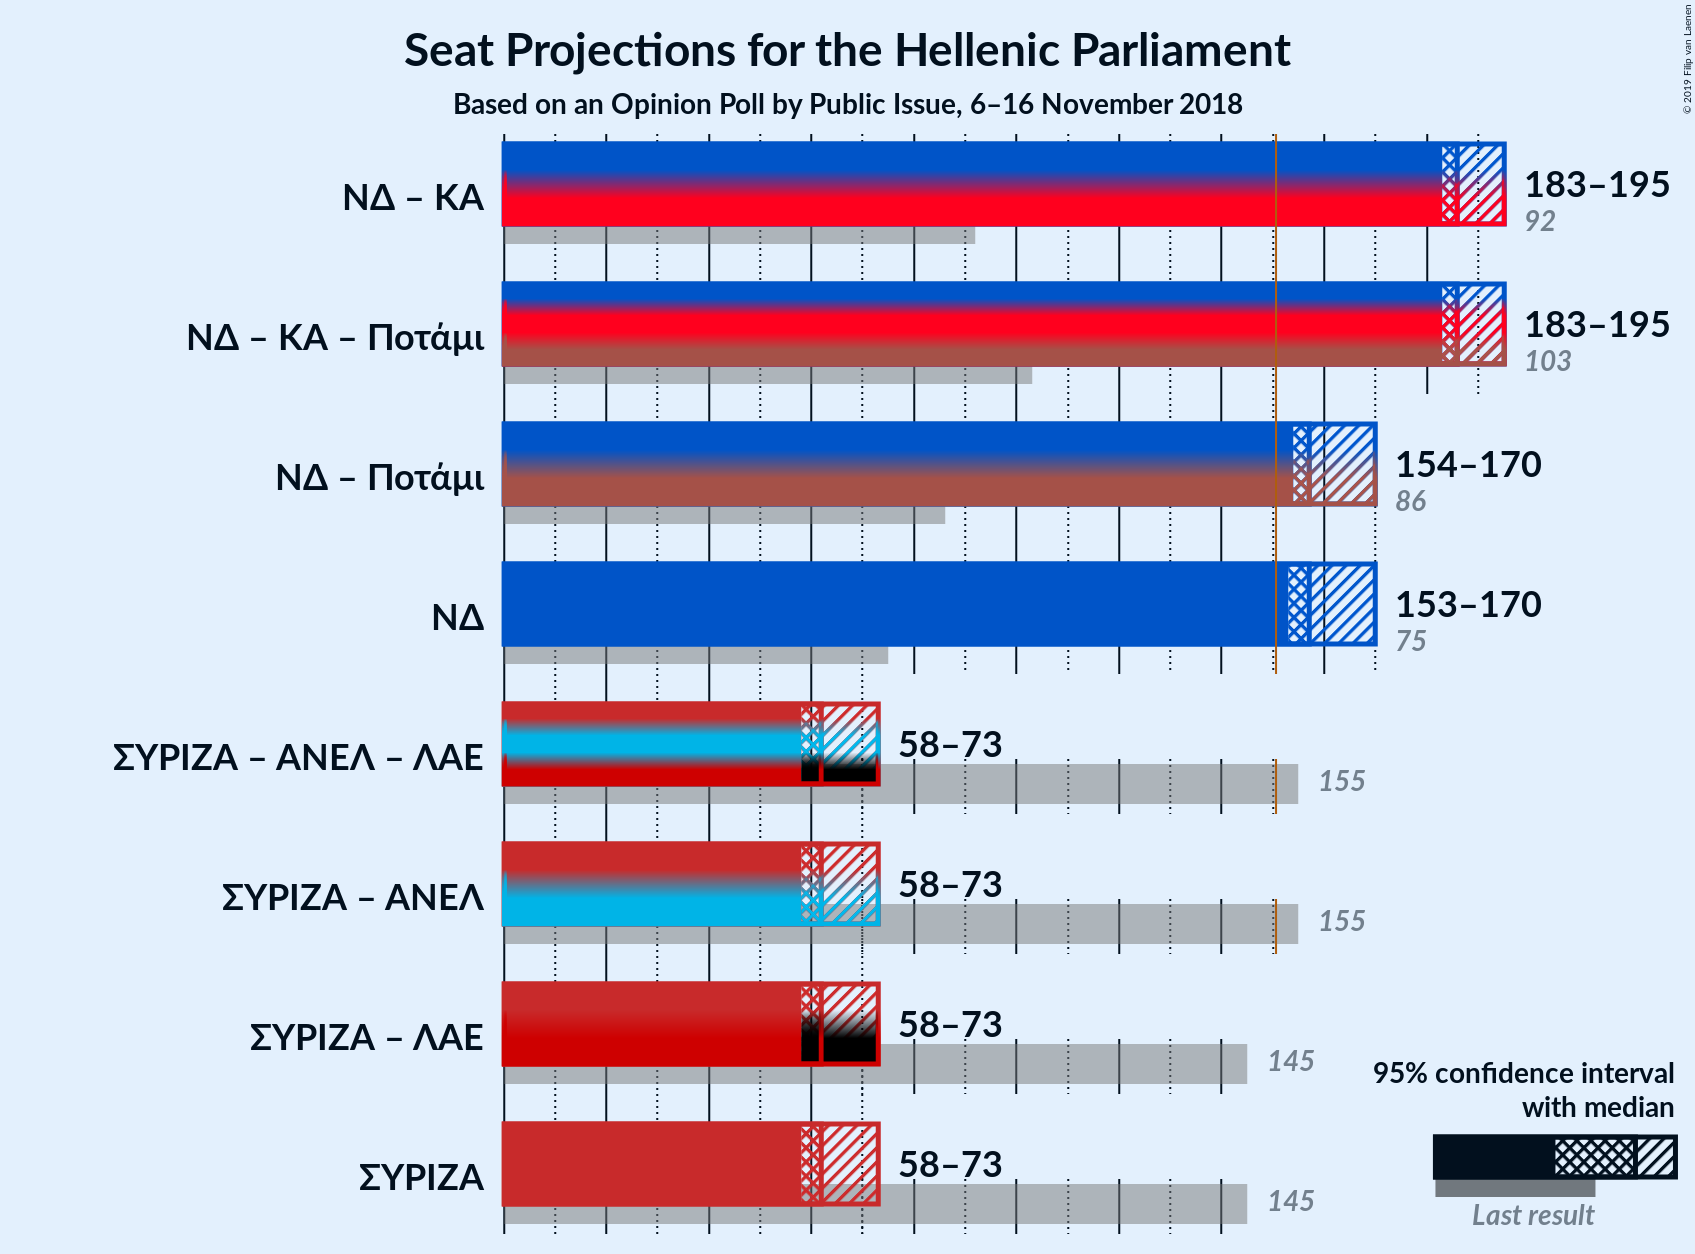 Seat Projections for the Hellenic Parliament
Based on an Opinion Poll by Public Issue, 6–16 November 2018
© 2019 Filip van Laenen
ΝΔ – ΚΑ
183–195
92
ΝΔ – ΚΑ – Ποτάμι
183–195
103
ΝΔ – Ποτάμι
154–170
86
ΝΔ
153–170
75
ΣΥΡΙΖΑ – ΑΝΕΛ – ΛΑΕ
58–73
155
ΣΥΡΙΖΑ – ΑΝΕΛ
58–73
155
ΣΥΡΙΖΑ – ΛΑΕ
58–73
145
ΣΥΡΙΖΑ
58–73
145
95% confidence interval
with median
Last result